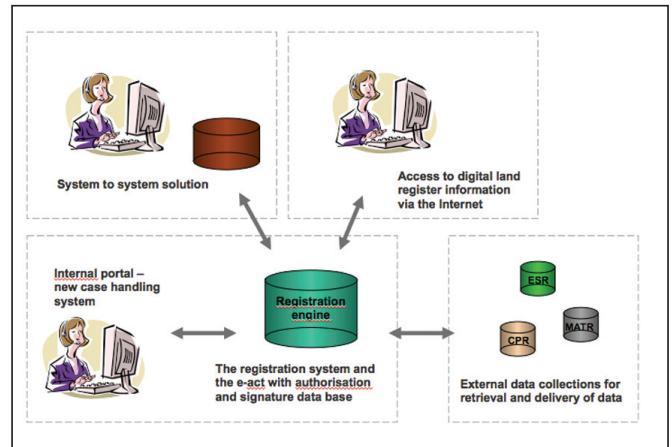 System to system solution
Access to digital land
register information
via the Internet
Internal portal –
new case handling
system
Registration
engine
The registration system and
the e-act with authorisation
and signature data base
ESR
MATR
CPR
External data collections for
retrieval and delivery of data